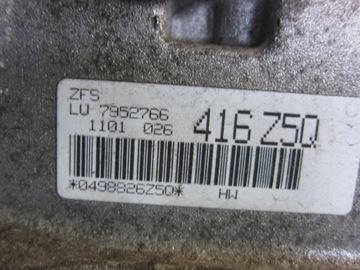 ZFS
LU 7952766
1101 026 416 Z5Q
*0498826Z5Q* HW